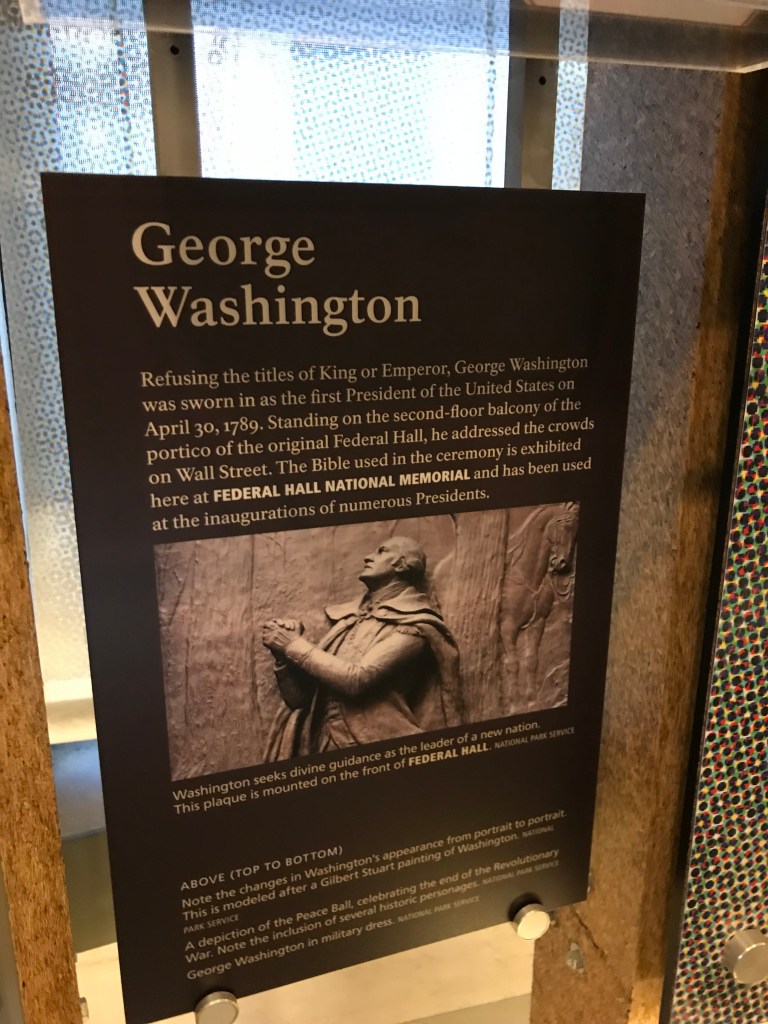 George
Washington
Refusing the titles of King or Emperor, George Washington
was sworn in as the first President of the United States on
April 30, 1789. Standing on the second-floor balcony of the
portico of the original Federal Hall, he addressed the crowds
on Wall Street. The Bible used in the ceremony is exhibited
here at FEDERAL HALL NATIONAL MEMORIAL and has been used
at the inaugurations of numerous Presidents.
Washington seeks divine guidance as the leader of a new nation.
This plaque is mounted on the front of FEDERAL HALL. NATIONAL PARK SERVICE
ABOVE (TOP TO BOTTOM)
Note the changes in Washington's appearance from portrait to portrait.
This is modeled after a Gilbert Stuart painting of Washington. NATIONAL
PARK SERVICE
A depiction of the Peace Ball, celebrating the end of the Revolutionary
War. Note the inclusion of several historic personages. NATIONAL PARK SERVICE
George Washington in military dress. NATIONAL PARK SERVICE